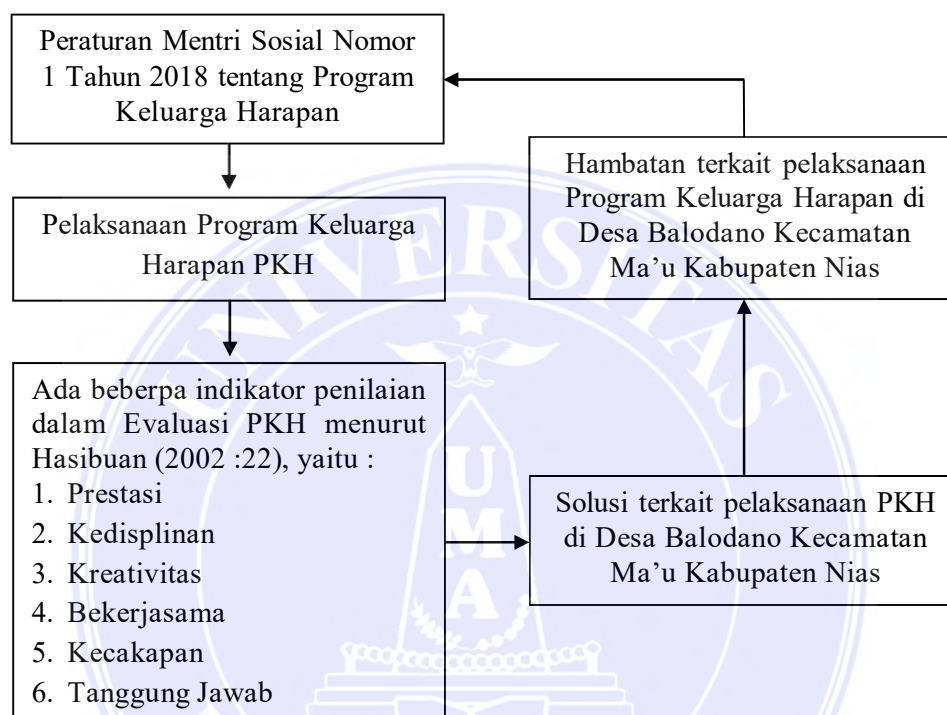 Peraturan Mentri Sosial Nomor
1 Tahun 2018 tentang Program
Keluarga Harapan
Pelaksanaan Program Keluarga
Harapan PKH
Ada beberpa indikator penilaian
dalam Evaluasi PKH menurut
Hasibuan (2002 :22), yaitu :
1. Prestasi
2. Kedisplinan
3. Kreativitas
4. Bekerjasama
5. Kecakapan
6. Tanggung Jawab
Hambatan terkait pelaksanaan
Program Keluarga Harapan di
Desa Balodano Kecamatan
Ma’u Kabupaten Nias
Solusi terkait pelaksanaan PKH
di Desa Balodano Kecamatan
Ma’u Kabupaten Nias
UNIVERSITAS
UMA